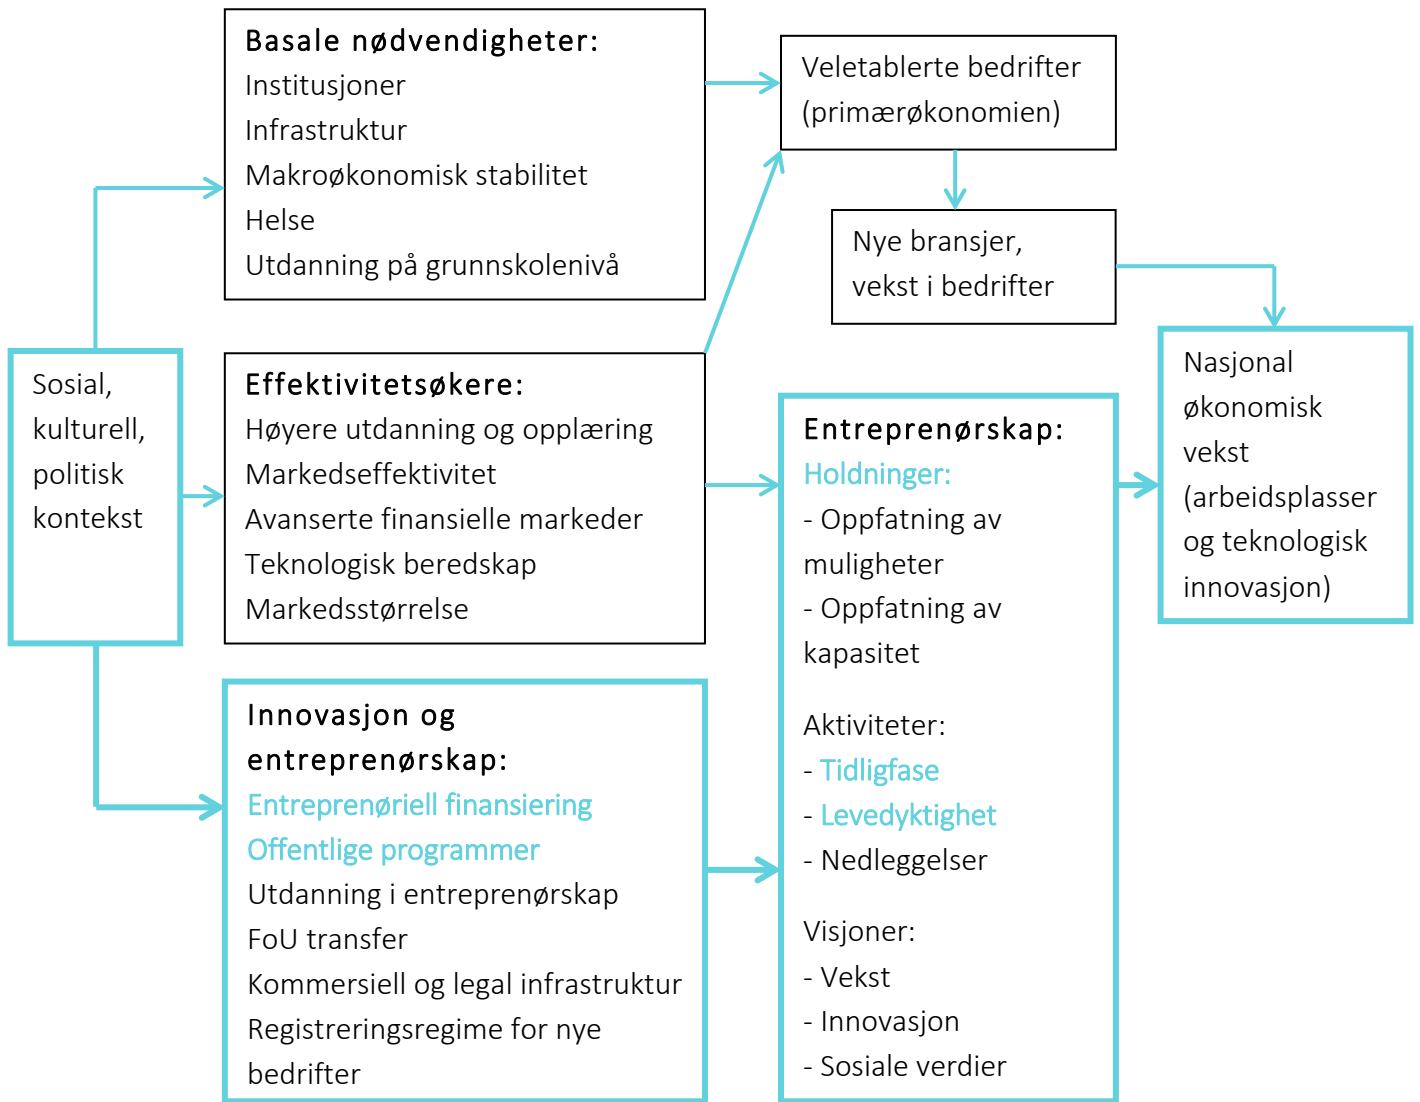 Basale nødvendigheter:
Institusjoner
Infrastruktur
Makroøkonomisk stabilitet
Helse
Utdanning på grunnskolenivå
Veletablerte bedrifter
(primærøkonomien)
Nye bransjer,
vekst i bedrifter
Sosial,
kulturell,
politisk
kontekst
Effektivitetsøkere:
Høyere utdanning og opplæring
Markedseffektivitet
Avanserte finansielle markeder
Teknologisk beredskap
Markedsstørrelse
Innovasjon og
entreprenørskap:
Entreprenøriell finansiering
Offentlige programmer
Utdanning i entreprenørskap
FoU transfer
Kommersiell og legal infrastruktur
Registreringsregime for nye
bedrifter
Entreprenørskap:
Holdninger:
- Oppfatning av
muligheter
- Oppfatning av
kapasitet
Aktiviteter:
- Tidligfase
- Levedyktighet
- Nedleggelser
Visjoner:
- Vekst
- Innovasjon
- Sosiale verdier
Nasjonal
økonomisk
vekst
(arbeidsplasser
og teknologisk
innovasjon)